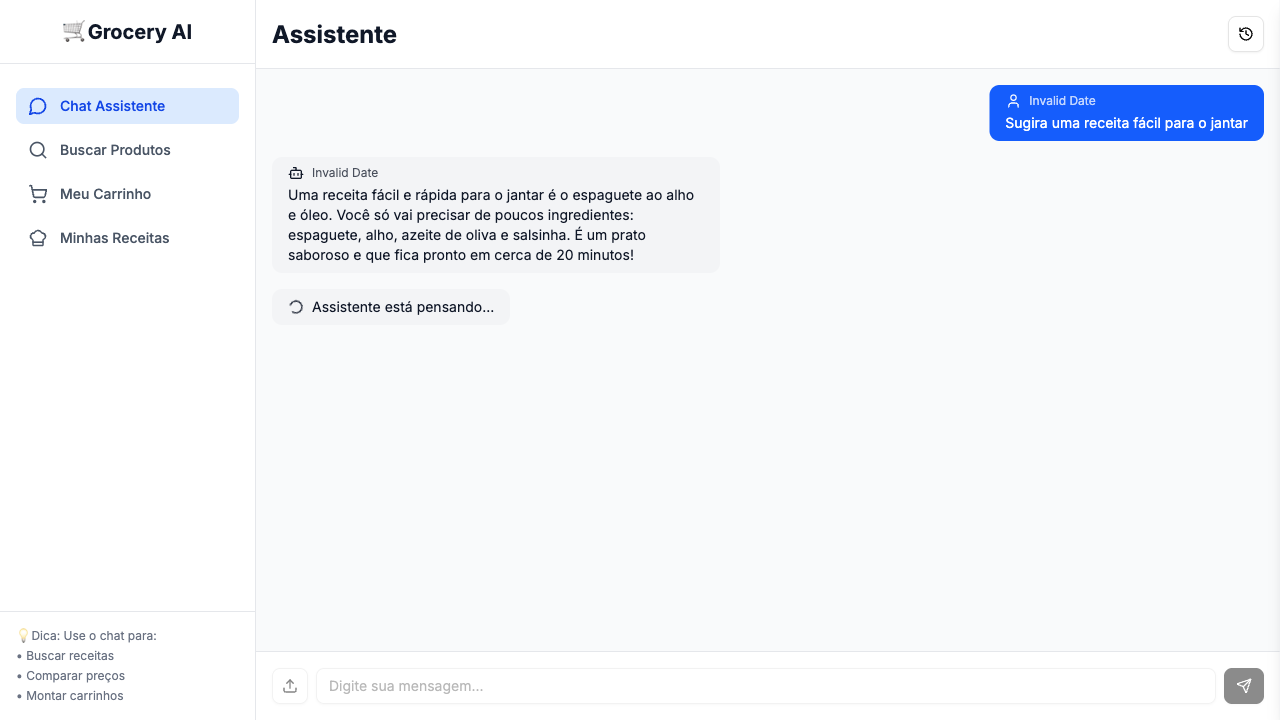 🛒Grocery AI
Chat Assistente
Buscar Produtos
Meu Carrinho
Minhas Receitas
💡Dica: Use o chat para:
• Buscar receitas
• Comparar preços
• Montar carrinhos
Assistente
Invalid Date
Sugira uma receita fácil para o jantar
Invalid Date
Uma receita fácil e rápida para o jantar é o espaguete ao alho
e óleo. Você só vai precisar de poucos ingredientes:
espaguete, alho, azeite de oliva e salsinha. É um prato
saboroso e que fica pronto em cerca de 20 minutos!
Assistente está pensando...
Digite sua mensagem...